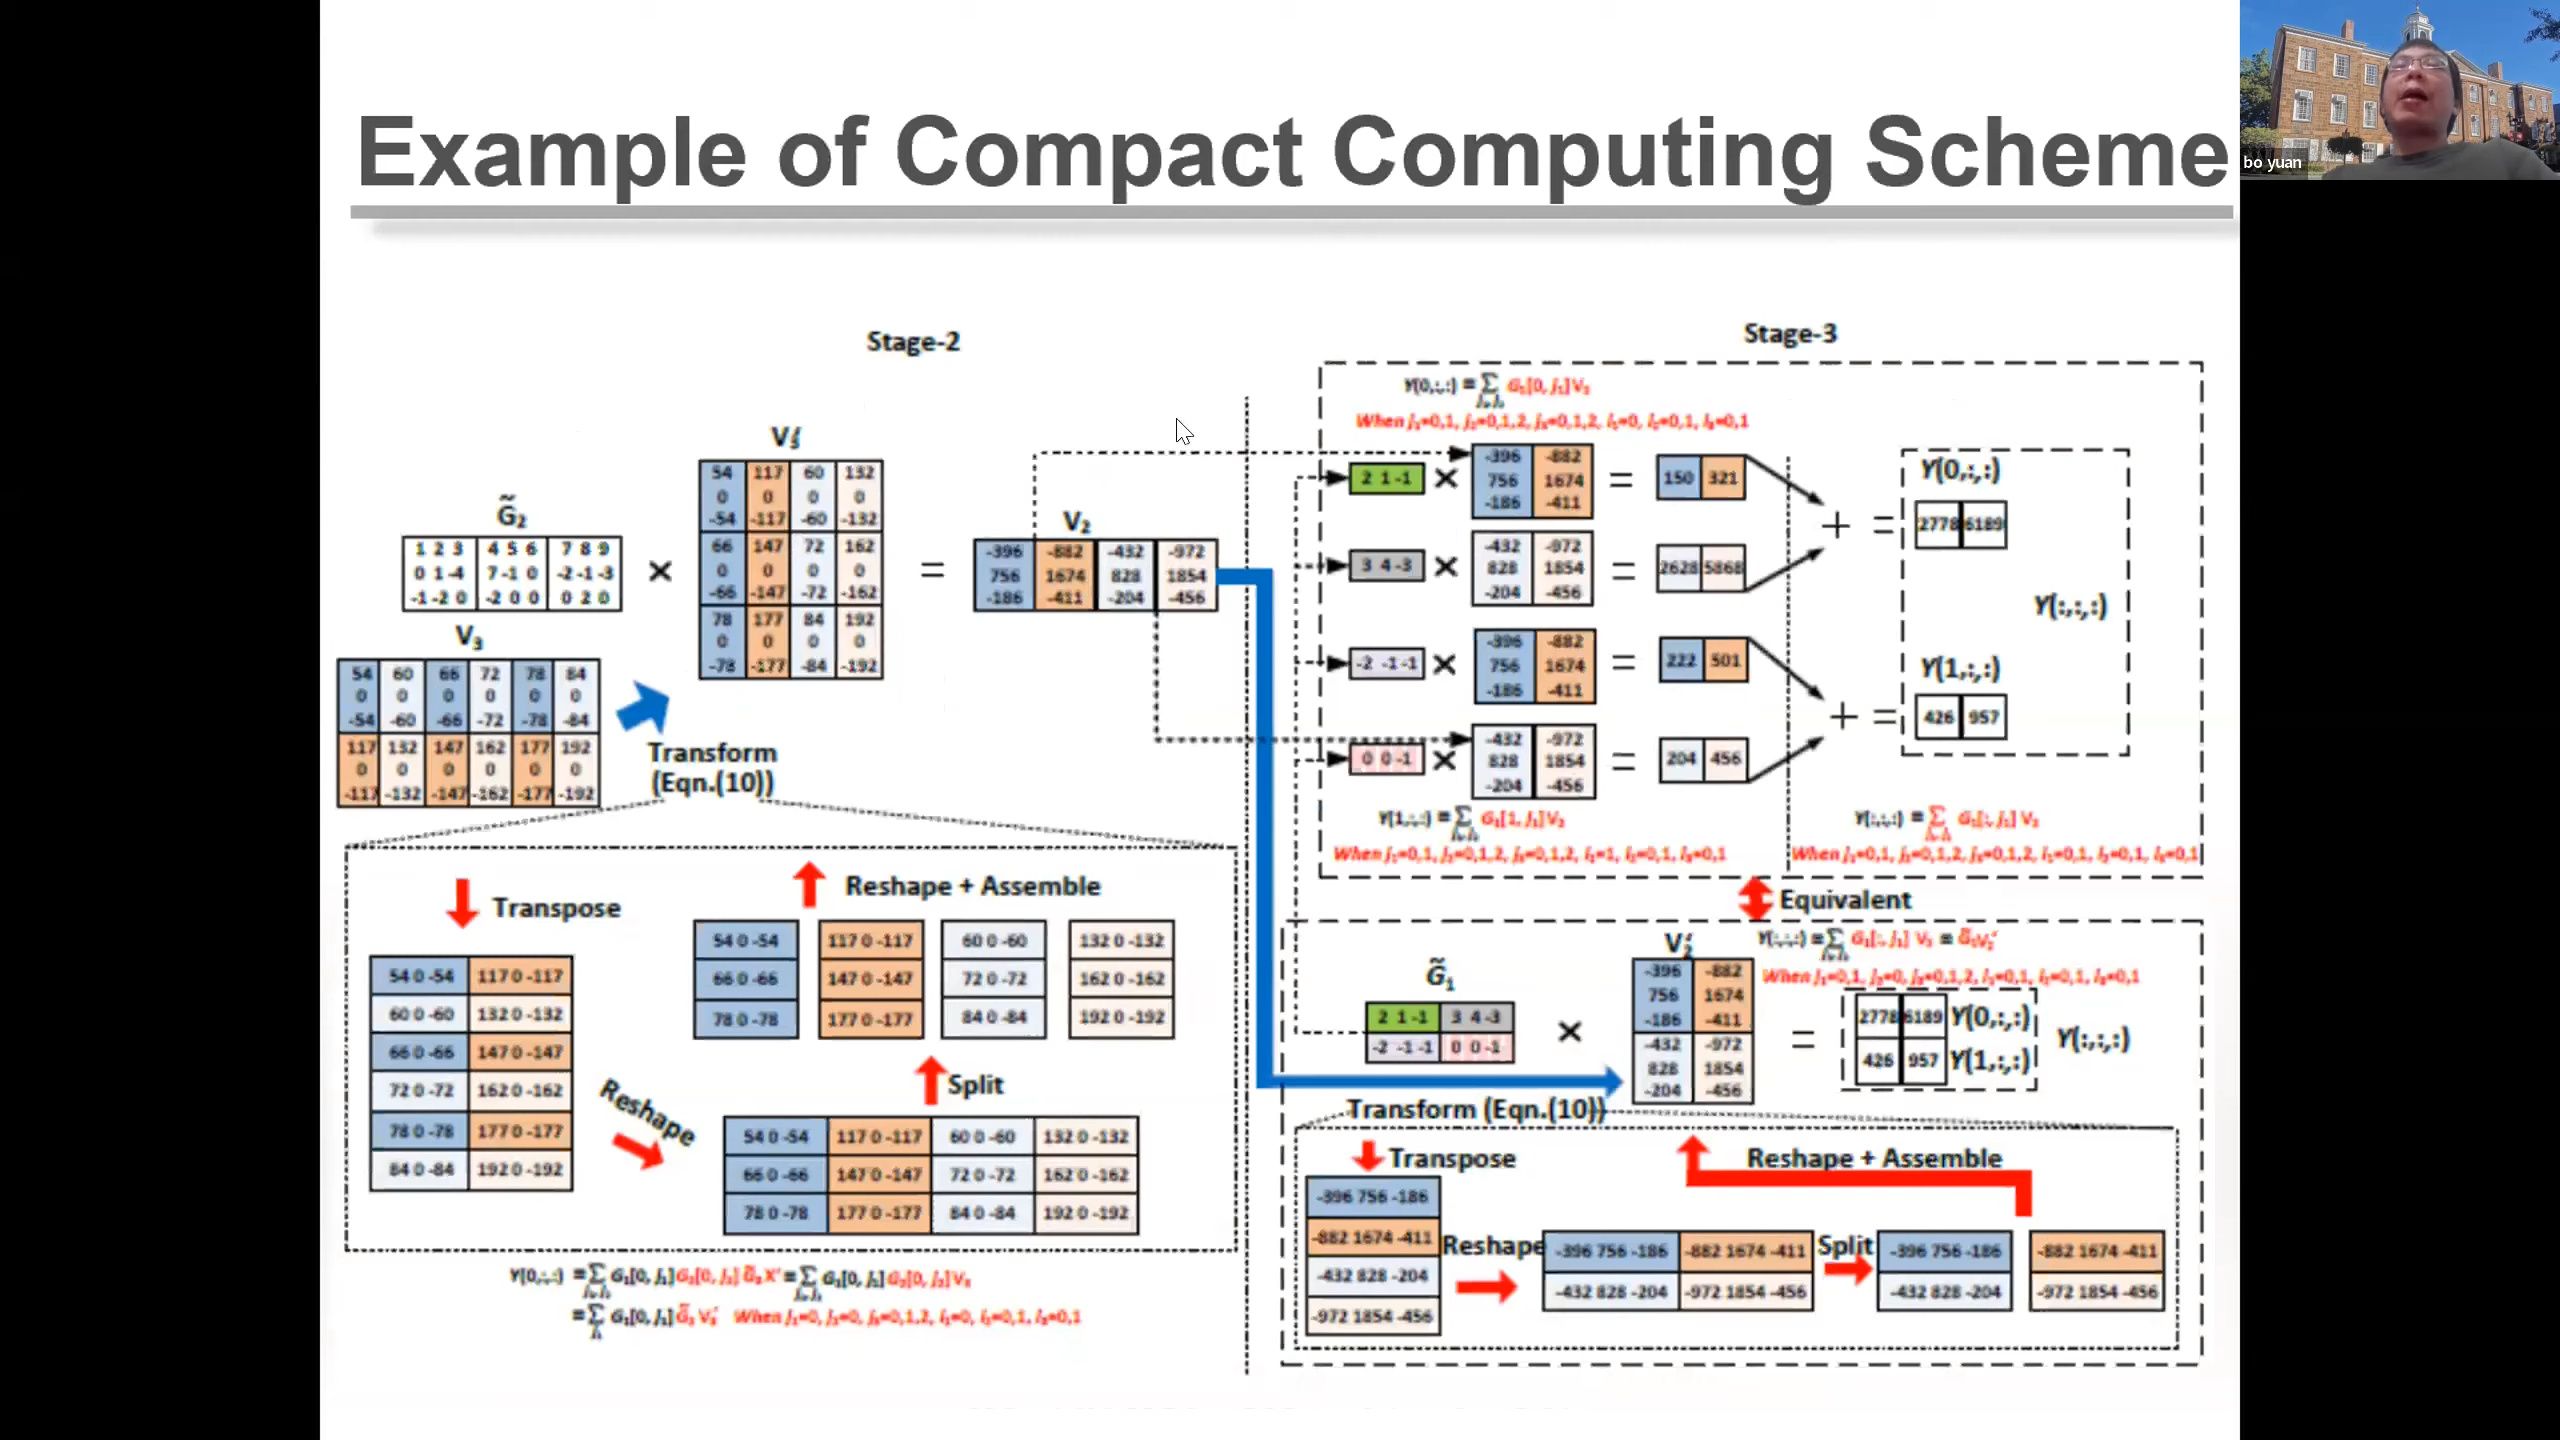 Example of Compact Computing Scheme
bo yuan
Stage-2
G̃2
1 2 3 4 5 6 7 8 9
0 1 -4 7 -1 0 -2 -1 -3
-1 -2 0 -2 0 0 0 2 0
×
V3'
54 117 60 132
0 0 0 0
-54 -117 -60 -132
66 147 72 162
0 0 0 0
-66 -147 -72 -162
78 177 84 192
0 0 0 0
-78 -177 -84 -192
=
V2
-396 -882 -432 -972
756 1674 828 1854
-186 -411 -204 -456
V3
54 60 66 72 78 84
0 0 0 0 0 0
-54 -60 -66 -72 -78 -84
117 132 147 162 177 192
0 0 0 0 0 0
-117 -132 -147 -162 -177 -192
Transform
(Eqn.(10))
Transpose
54 0 -54 117 0 -117
60 0 -60 132 0 -132
66 0 -66 147 0 -147
72 0 -72 162 0 -162
78 0 -78 177 0 -177
84 0 -84 192 0 -192
Reshape
54 0 -54 117 0 -117 60 0 -60 132 0 -132
66 0 -66 147 0 -147 72 0 -72 162 0 -162
78 0 -78 177 0 -177 84 0 -84 192 0 -192
Split
54 0 -54 117 0 -117 60 0 -60 132 0 -132
66 0 -66 147 0 -147 72 0 -72 162 0 -162
78 0 -78 177 0 -177 84 0 -84 192 0 -192
Reshape + Assemble
Stage-3
2 1 -1 × -396 -882 = 150 321
756 1674
-186 -411
3 4 -3 × -432 -972 = 2628 5868
828 1854
-204 -456
+ = Y(0,:,:)
2778 6189
-2 -1 -1 × -396 -882 = 222 501
756 1674
-186 -411
0 0 -1 × -432 -972 = 204 456
828 1854
-204 -456
+ = Y(1,:,:)
426 957
Y(:,:,:)
Equivalent
G̃1
2 1 -1 3 4 -3
-2 -1 -1 0 0 -1
×
V2'
-396 -882
756 1674
-186 -411
-432 -972
828 1854
-204 -456
=
2778 6189 Y(0,:,:)
426 957 Y(1,:,:)
Y(:,:,:)
Transform (Eqn.(10))
Transpose
-396 756 -186
-882 1674 -411
-432 828 -204
-972 1854 -456
Reshape
-396 756 -186 -882 1674 -411
-432 828 -204 -972 1854 -456
Split
-396 756 -186 -882 1674 -411
-432 828 -204 -972 1854 -456
Reshape + Assemble